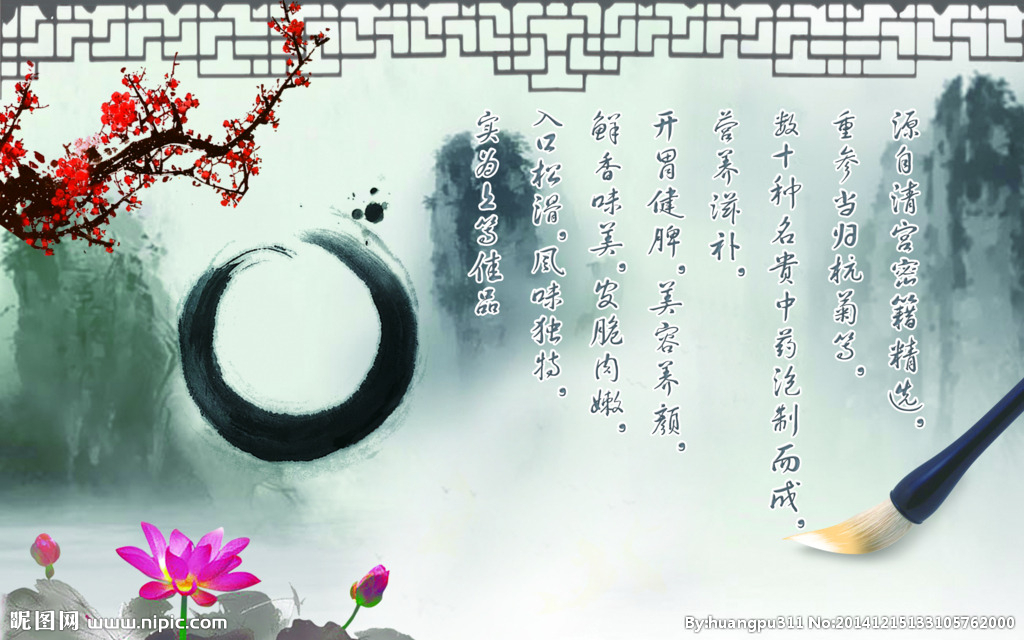 源自清宫密籍精选，
重参当归杭菊等，
数十种名贵中药泡制而成，
营养滋补，
开胃健脾，美容养颜，
鲜香味美，发脆肉嫩，
入口松滑。风味独特，
实为上等佳品
昵图网 www.nipic.com
By:huangpu311 No:20141215133105762000